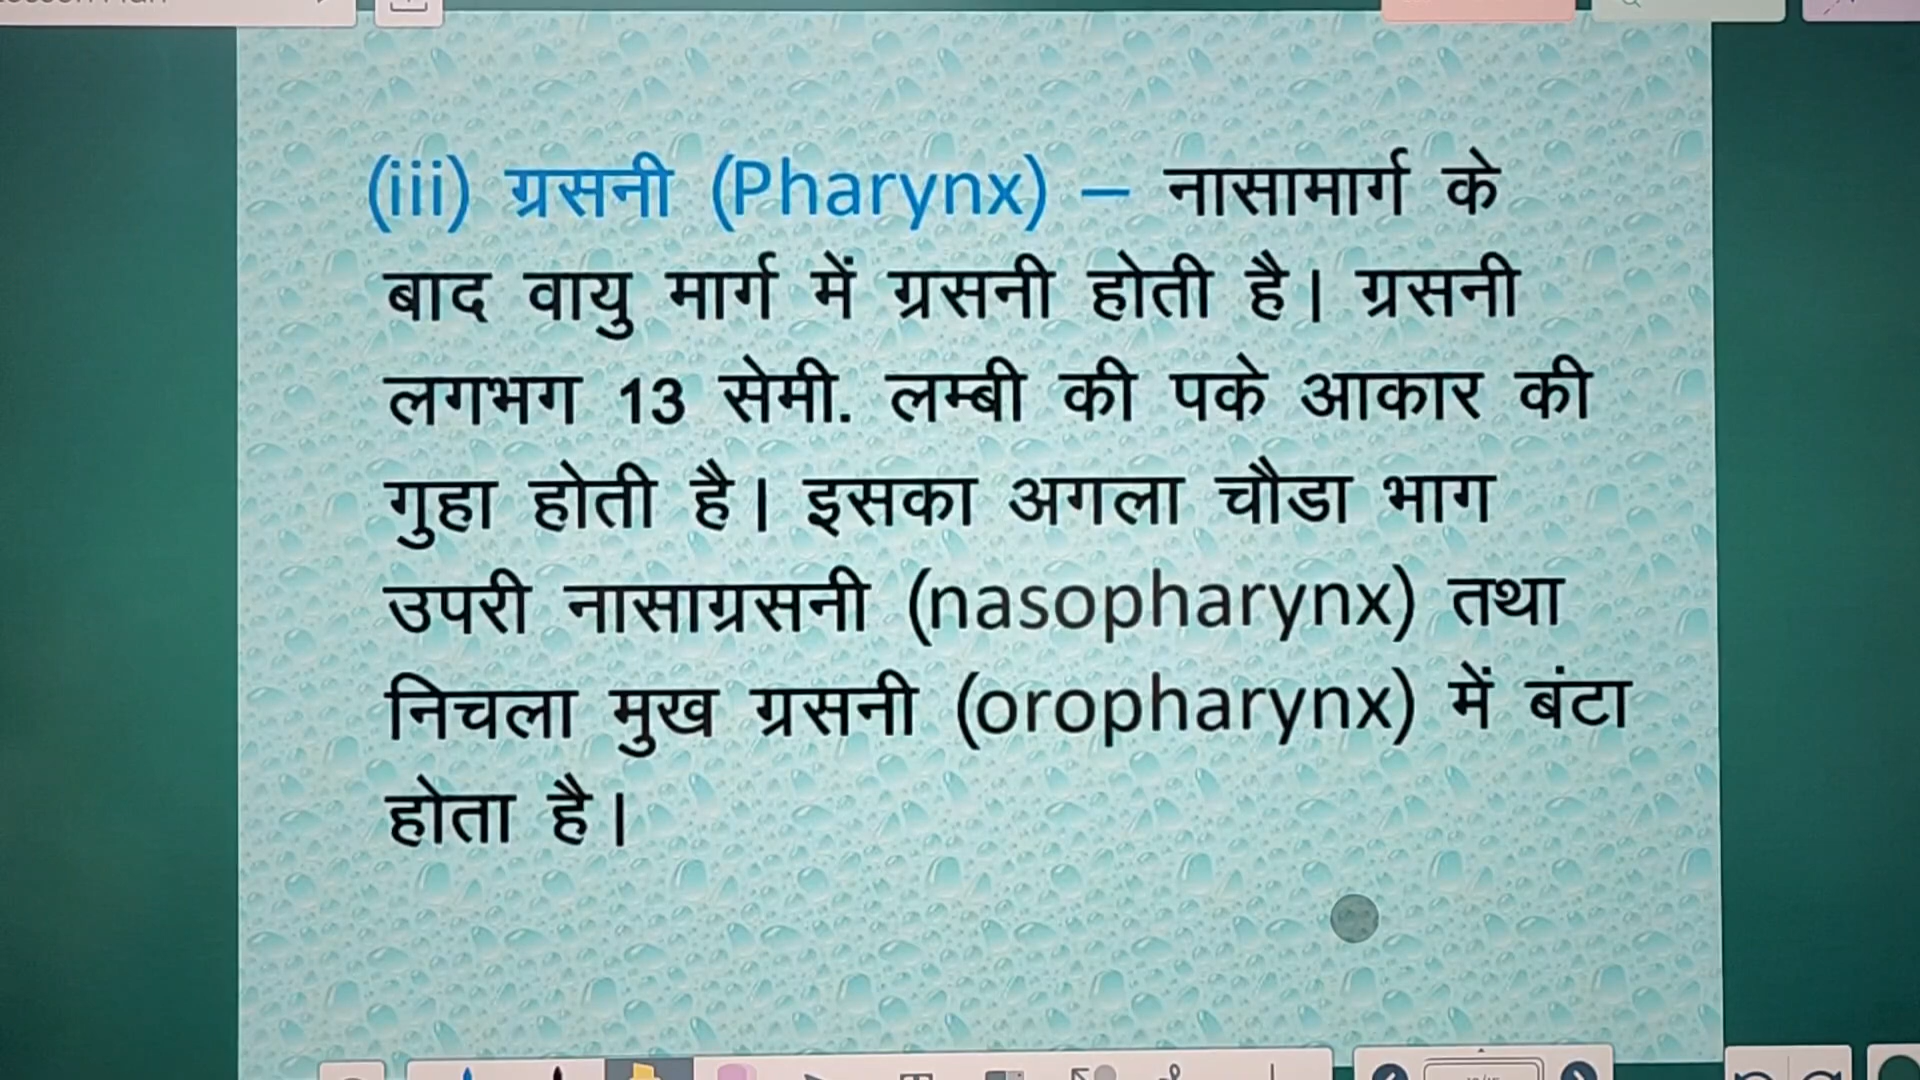 (iii) ग्रसनी (Pharynx) – नासामार्ग के
बाद वायु मार्ग में ग्रसनी होती है। ग्रसनी
लगभग 13 सेमी. लम्बी की पके आकार की
गुहा होती है। इसका अगला चौडा भाग
उपरी नासाग्रसनी (nasopharynx) तथा
निचला मुख ग्रसनी (oropharynx) में बंटा
होता है।